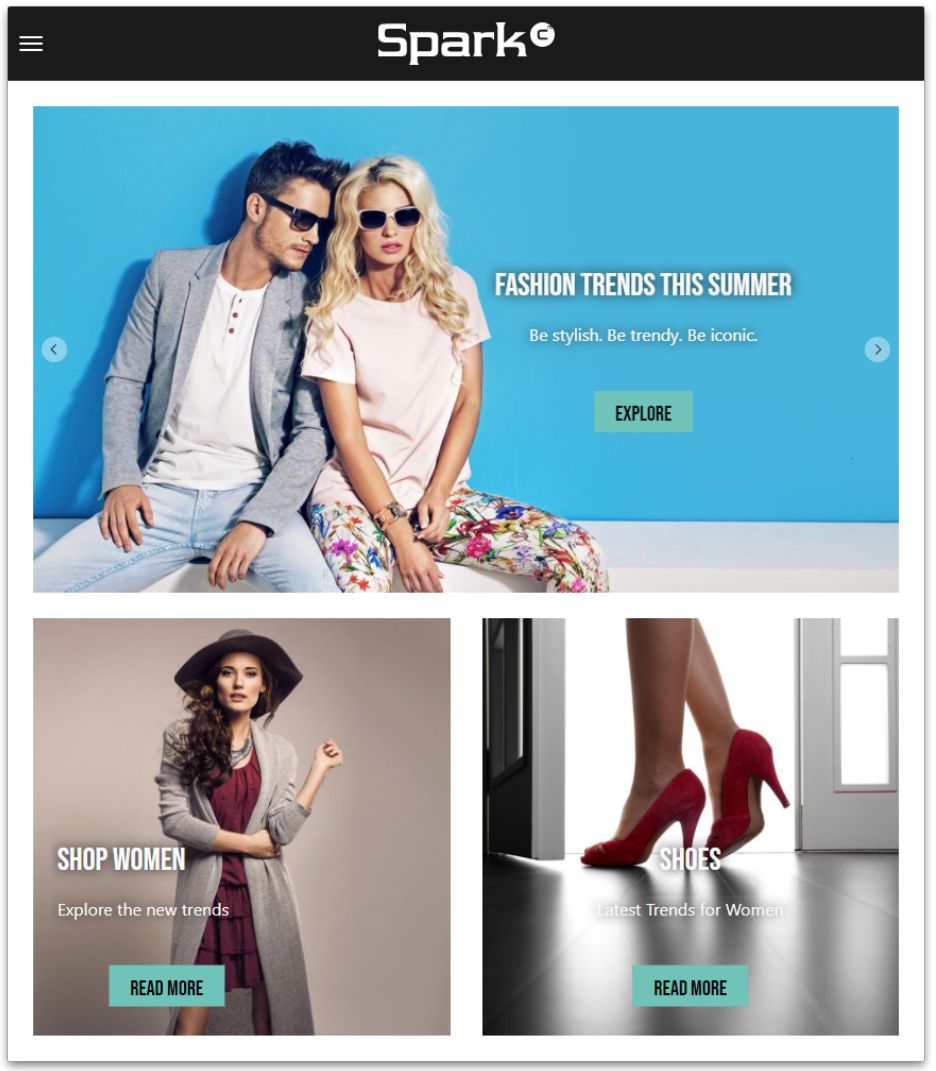 Spark
FASHION TRENDS THIS SUMMER
Be stylish. Be trendy. Be iconic.
EXPLORE
SHOP WOMEN
Explore the new trends
READ MORE
SHOES
Latest Trends for Women
READ MORE